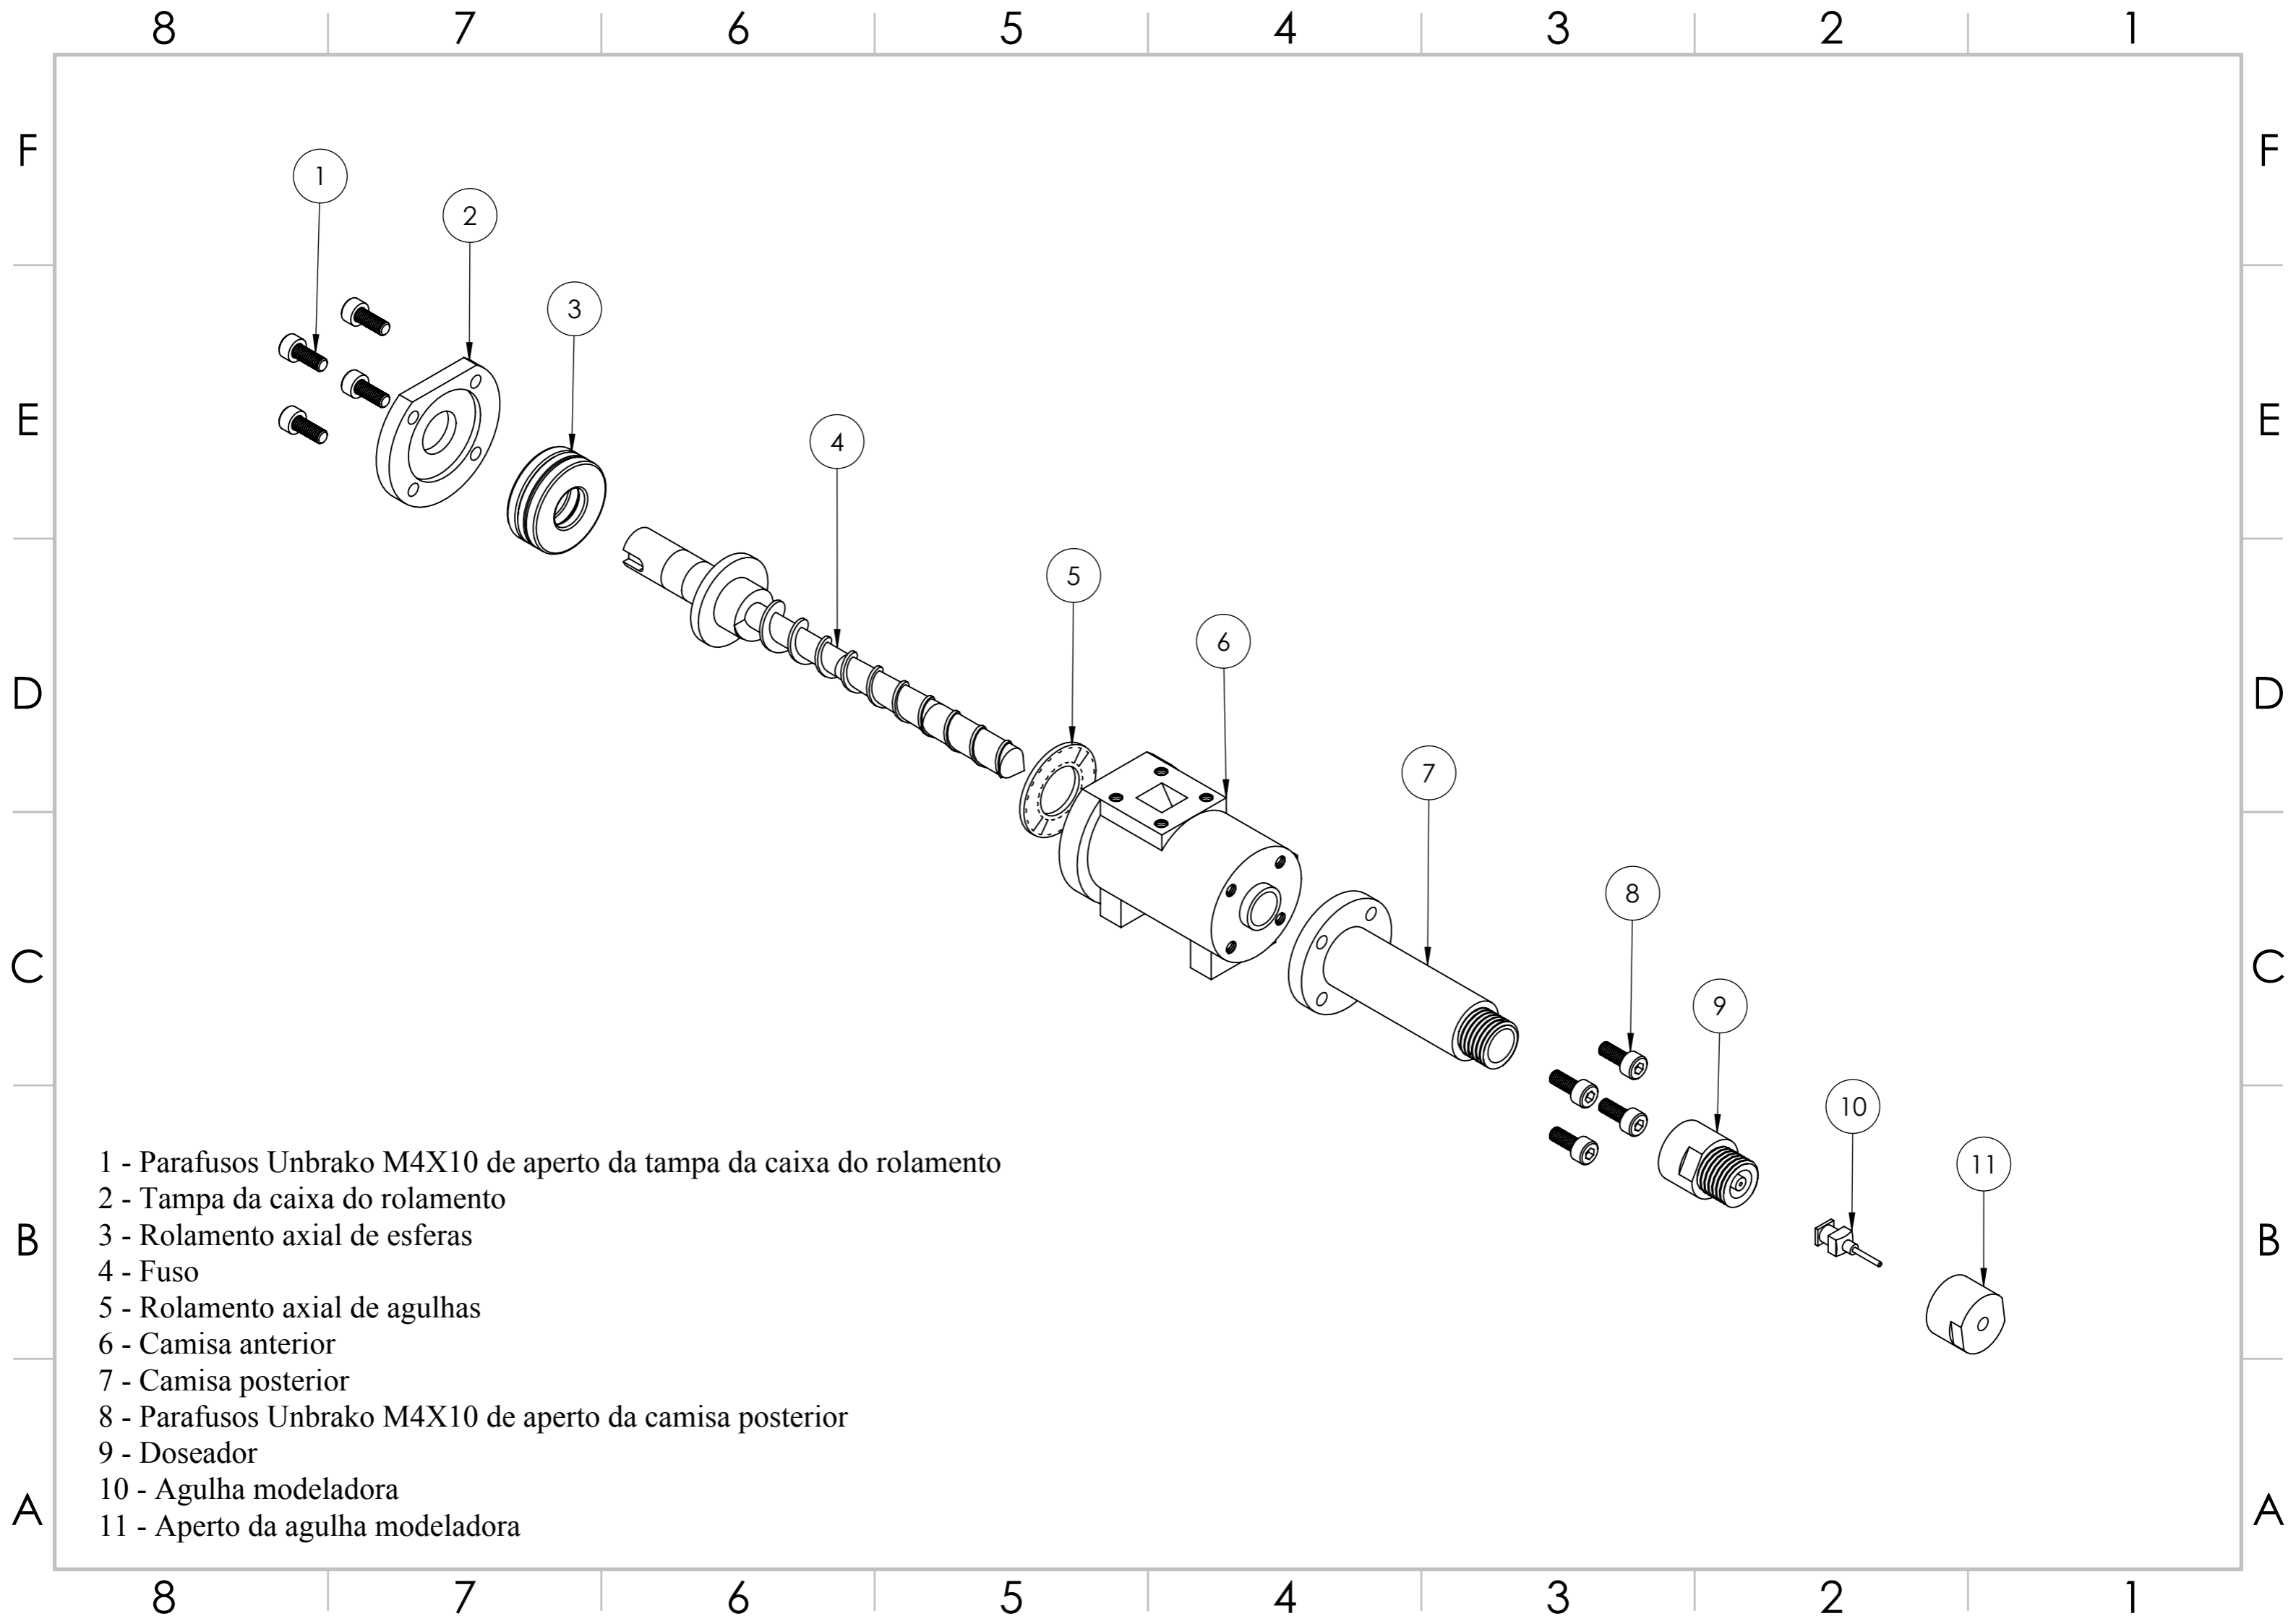 8 7 6 5 4 3 2 1
F F
1
2
E E
3
4
5
D D
6
7
8
C C
9
10
11
1 - Parafusos Unbrako M4X10 de aperto da tampa da caixa do rolamento
2 - Tampa da caixa do rolamento
3 - Rolamento axial de esferas
B B
4 - Fuso
5 - Rolamento axial de agulhas
6 - Camisa anterior
7 - Camisa posterior
8 - Parafusos Unbrako M4X10 de aperto da camisa posterior
9 - Doseador
10 - Agulha modeladora
A A
11 - Aperto da agulha modeladora
8 7 6 5 4 3 2 1